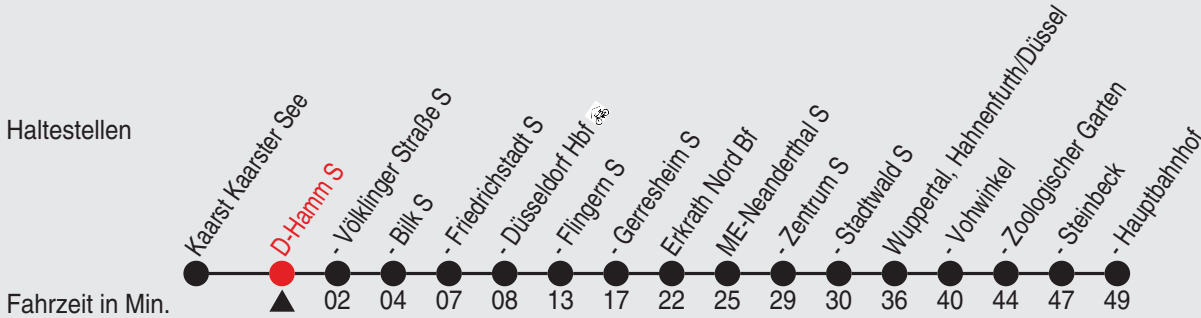 Haltestellen
Kaarst Kaarster See
D-Hamm S
- Völklinger Straße S
- Bilk S
- Friedrichstadt S
- Düsseldorf Hbf
- Flingern S
- Gerresheim S
Erkrath Nord Bf
ME-Neanderthal S
- Zentrum S
- Stadtwald S
Wuppertal, Hahnenfurth/Düssel
- Vohwinkel
- Zoologischer Garten
- Steinbeck
- Hauptbahnhof
Fahrzeit in Min. 02 04 07 08 13 17 22 25 29 30 36 40 44 47 49